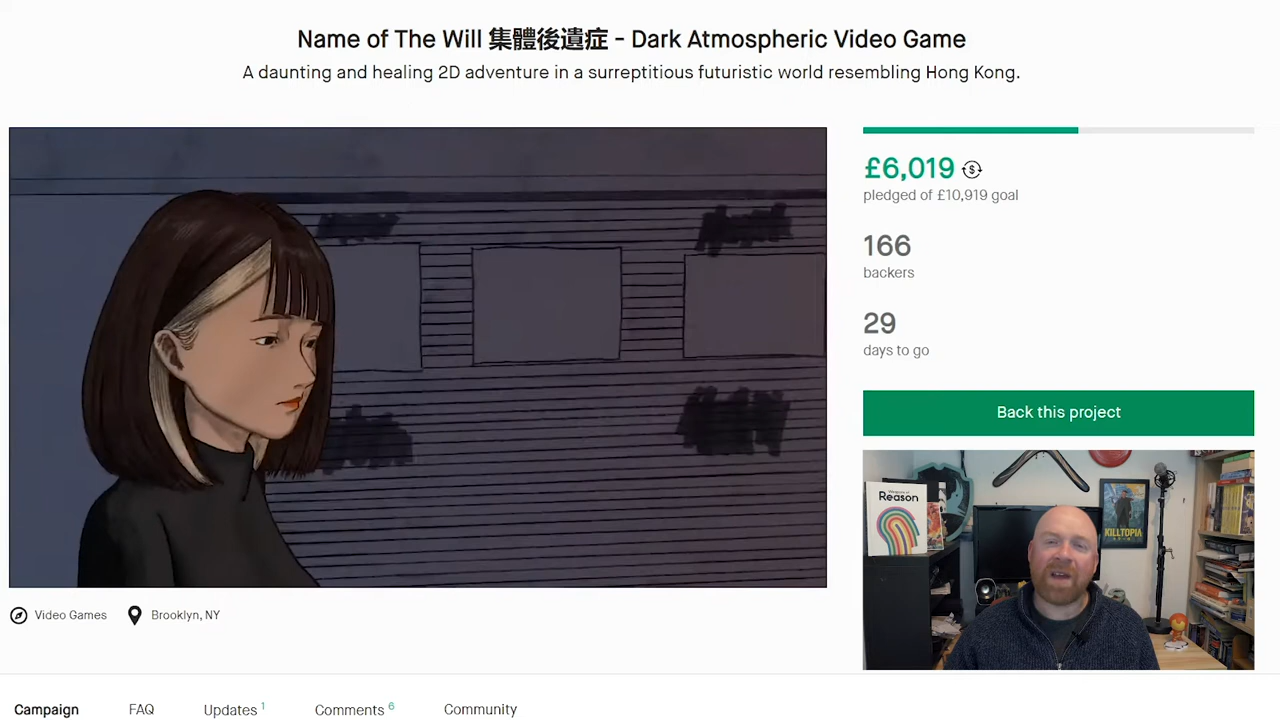 Name of The Will 集體後遺症 - Dark Atmospheric Video Game
A daunting and healing 2D adventure in a surreptitious futuristic world resembling Hong Kong.
£6,019
pledged of £10,919 goal
166
backers
29
days to go
Back this project
Reason
KILLTOPIA
Video Games
Brooklyn, NY
Campaign
FAQ
Updates 1
Comments 6
Community